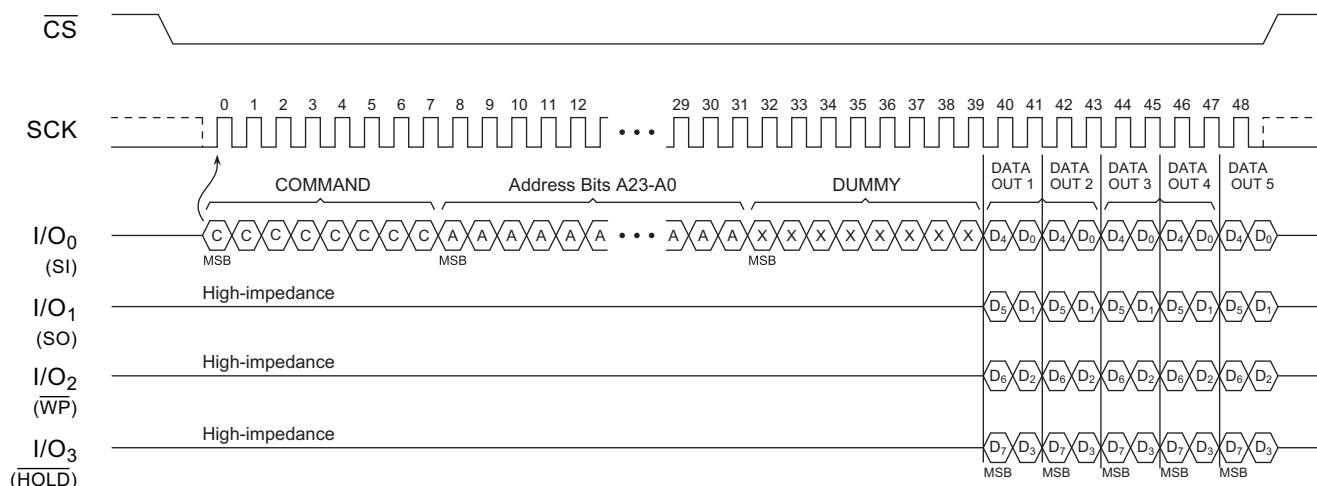 CS
0 1 2 3 4 5 6 7 8 9 10 11 12 29 30 31 32 33 34 35 36 37 38 39 40 41 42 43 44 45 46 47 48
SCK
COMMAND Address Bits A23-A0 DUMMY DATA OUT 1 DATA OUT 2 DATA OUT 3 DATA OUT 4 DATA OUT 5
I/O₀ C C C C C C C C A A A A A A ••• A A A X X X X X X X X D₄ D₀ D₄ D₀ D₄ D₀ D₄ D₀ D₄ D₀
(SI) MSB MSB MSB
High-impedance
I/O₁ D₅ D₁ D₅ D₁ D₅ D₁ D₅ D₁ D₅ D₁
(SO)
High-impedance
I/O₂ D₆ D₂ D₆ D₂ D₆ D₂ D₆ D₂ D₆ D₂
(WP)
High-impedance
I/O₃ D₇ D₃ D₇ D₃ D₇ D₃ D₇ D₃ D₇ D₃
(HOLD) MSB MSB MSB MSB MSB